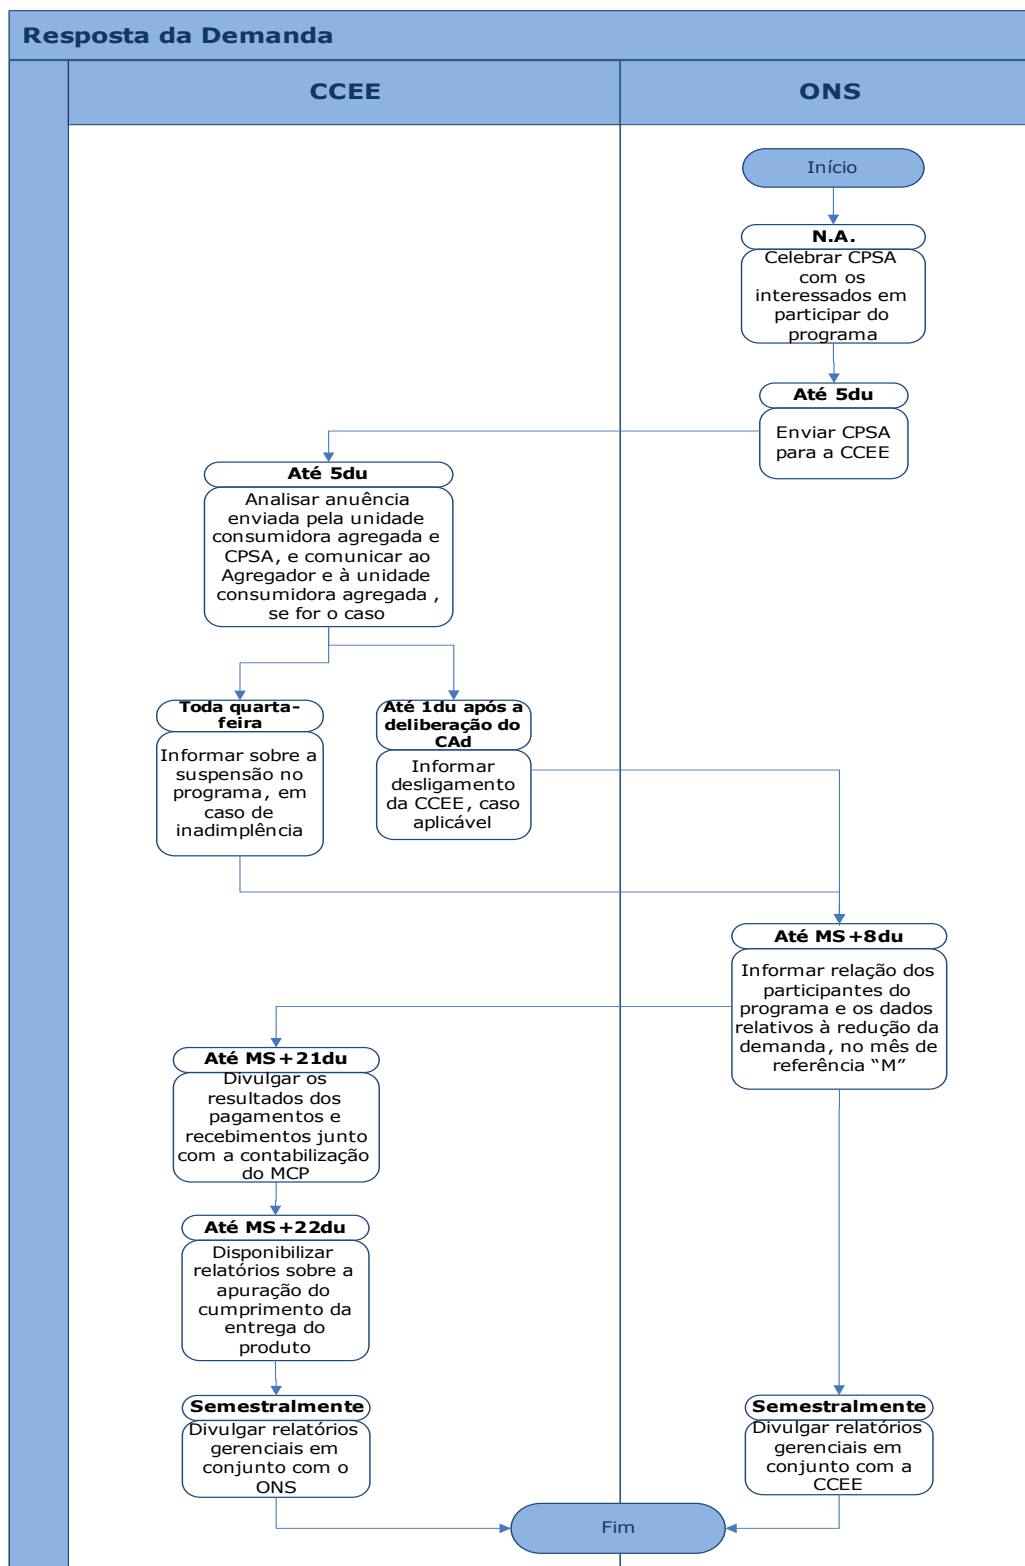 Resposta da Demanda
CCEE
ONS
Início
N.A.
Celebrar CPSA
com os
interessados em
participar do
programa
Até 5du
Enviar CPSA
para a CCEE
Até 5du
Analisar anuência
enviada pela unidade
consumidora agregada e
CPSA, e comunicar ao
Agregador e à unidade
consumidora agregada ,
se for o caso
Toda quarta-
feira
Informar sobre a
suspensão no
programa, em
caso de
inadimplência
Até 1du após a
deliberação do
CAd
Informar
desligamento
da CCEE, caso
aplicável
Até MS+8du
Informar relação dos
participantes do
programa e os dados
relativos à redução da
demanda, no mês de
referência “M”
Até MS+21du
Divulgar os
resultados dos
pagamentos e
recebimentos junto
com a contabilização
do MCP
Até MS+22du
Disponibilizar
relatórios sobre a
apuração do
cumprimento da
entrega do
produto
Semestralmente
Divulgar relatórios
gerenciais em
conjunto com o
ONS
Semestralmente
Divulgar relatórios
gerenciais em
conjunto com a
CCEE
Fim